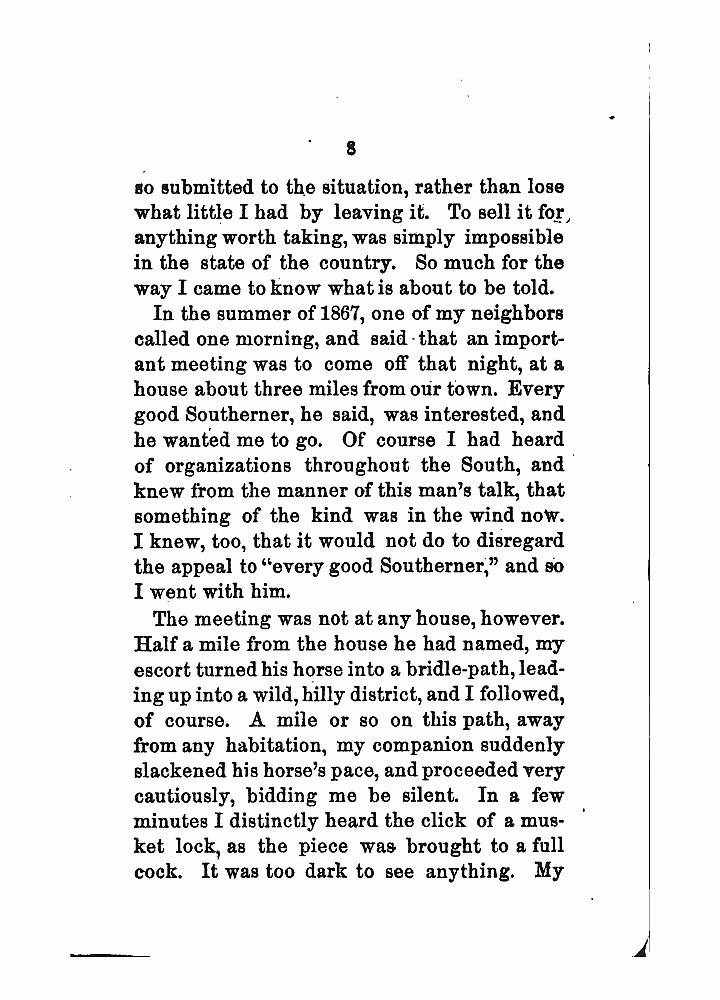 8
so submitted to the situation, rather than lose
what little I had by leaving it. To sell it for,
anything worth taking, was simply impossible
in the state of the country. So much for the
way I came to know what is about to be told.
In the summer of 1867, one of my neighbors
called one morning, and said that an import-
ant meeting was to come off that night, at a
house about three miles from our town. Every
good Southerner, he said, was interested, and
he wanted me to go. Of course I had heard
of organizations throughout the South, and
knew from the manner of this man's talk, that
something of the kind was in the wind now.
I knew, too, that it would not do to disregard
the appeal to "every good Southerner," and so
I went with him.
The meeting was not at any house, however.
Half a mile from the house he had named, my
escort turned his horse into a bridle-path, lead-
ing up into a wild, hilly district, and I followed,
of course. A mile or so on this path, away
from any habitation, my companion suddenly
slackened his horse's pace, and proceeded very
cautiously, bidding me be silent. In a few
minutes I distinctly heard the click of a mus-
ket lock, as the piece was brought to a full
cock. It was too dark to see anything. My